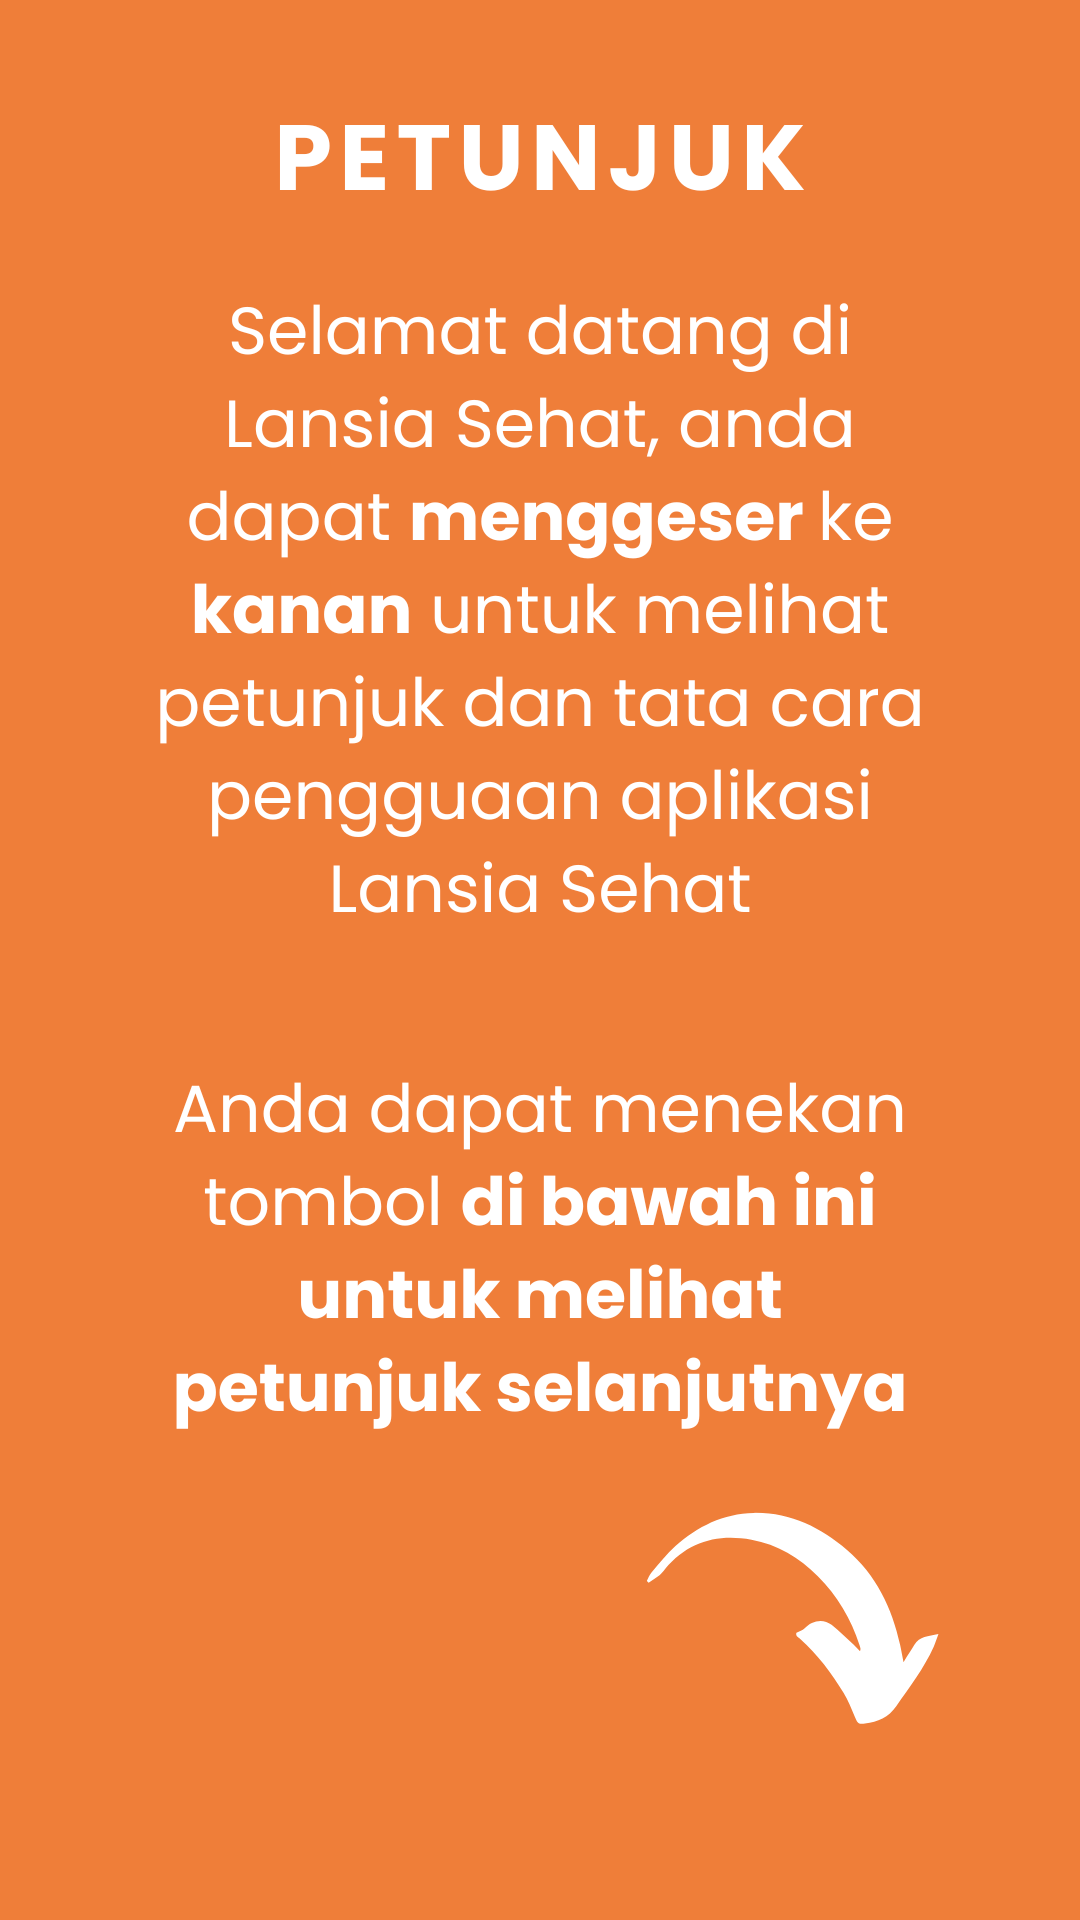 PETUNJUK
Selamat datang di
Lansia Sehat, anda
dapat menggeser ke
kanan untuk melihat
petunjuk dan tata cara
pengguaan aplikasi
Lansia Sehat
Anda dapat menekan
tombol di bawah ini
untuk melihat
petunjuk selanjutnya